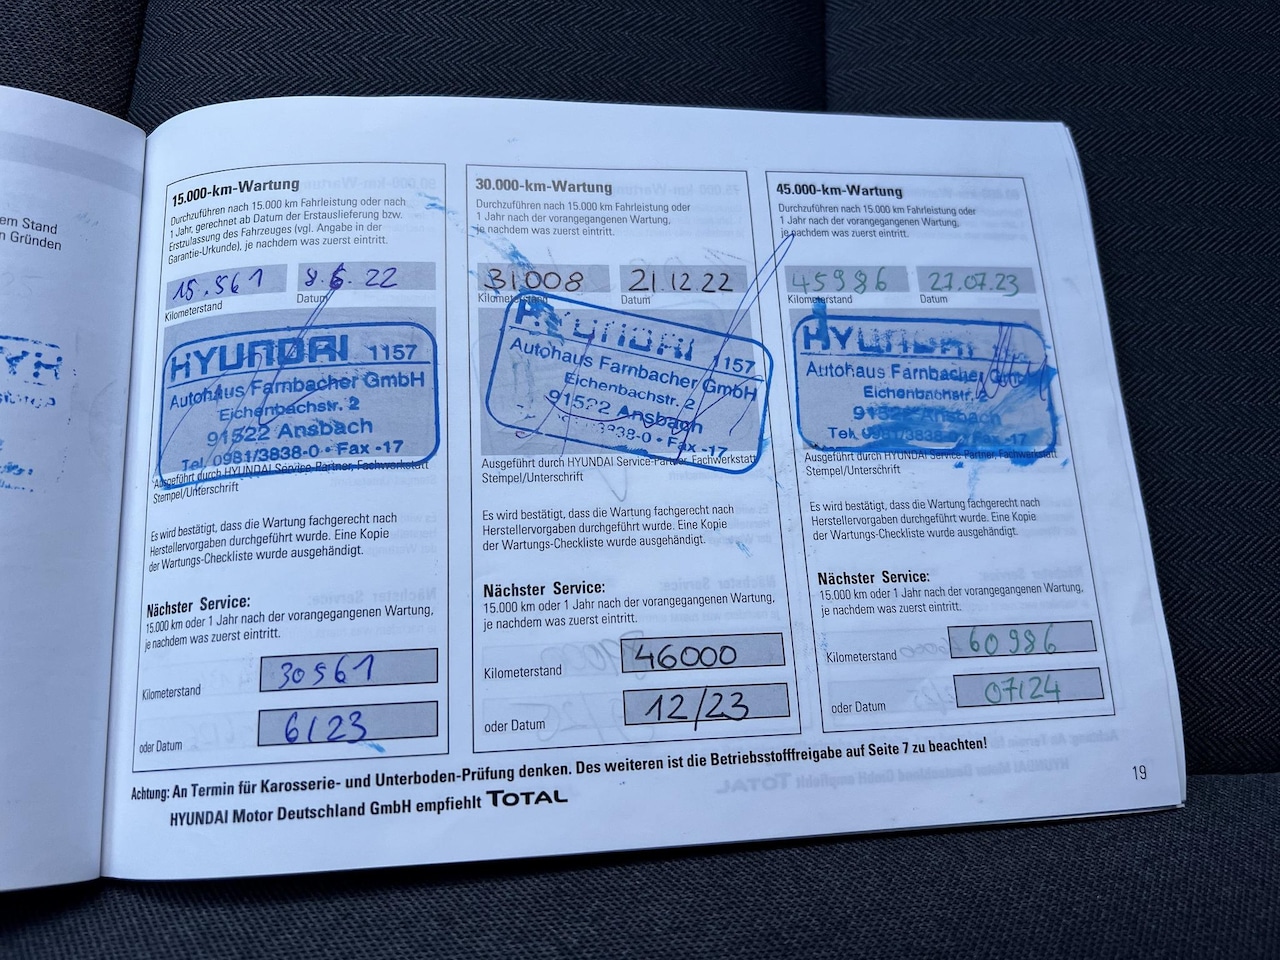 em Stand
n Gründen
15.000-km-Wartung
Durchzuführen nach 15.000 km Fahrleistung oder nach
1 Jahr, gerechnet ab Datum der Erstauslieferung bzw.
Erstzulassung des Fahrzeuges (vgl. Angabe in der
Garantie-Urkunde), je nachdem was zuerst eintritt.
15.561 8.6.22
Kilometerstand Datum
HYUNDAI 1157
Autohaus Farnbacher GmbH
Eichenbachstr. 2
91522 Ansbach
Tel. 0981/3838-0 • Fax -17
Ausgeführt durch HYUNDAI Service-Partner, Fachwerkstatt
Stempel/Unterschrift
Es wird bestätigt, dass die Wartung fachgerecht nach
Herstellervorgaben durchgeführt wurde. Eine Kopie
der Wartungs-Checkliste wurde ausgehändigt.
Nächster Service:
15.000 km oder 1 Jahr nach der vorangegangenen Wartung,
je nachdem was zuerst eintritt.
Kilometerstand 30561
oder Datum 6/23
30.000-km-Wartung
Durchzuführen nach 15.000 km Fahrleistung oder
1 Jahr nach der vorangegangenen Wartung,
je nachdem was zuerst eintritt.
31008 21.12.22
Kilometerstand Datum
HYUNDAI 1157
Autohaus Farnbacher GmbH
Eichenbachstr. 2
91522 Ansbach
3838-0 • Fax -17
Ausgeführt durch HYUNDAI Service-Partner, Fachwerkstatt
Stempel/Unterschrift
Es wird bestätigt, dass die Wartung fachgerecht nach
Herstellervorgaben durchgeführt wurde. Eine Kopie
der Wartungs-Checkliste wurde ausgehändigt.
Nächster Service:
15.000 km oder 1 Jahr nach der vorangegangenen Wartung,
je nachdem was zuerst eintritt.
Kilometerstand 46000
oder Datum 12/23
45.000-km-Wartung
Durchzuführen nach 15.000 km Fahrleistung oder
1 Jahr nach der vorangegangenen Wartung,
je nachdem was zuerst eintritt.
45986 27.07.23
Kilometerstand Datum
HYUNDAI
Autohaus Farnbacher GmbH
Eichenbachstr. 2
91522 Ansbach
Tel. 0981/3838-0 • Fax -17
Ausgeführt durch HYUNDAI Service-Partner, Fachwerkstatt
Stempel/Unterschrift
Es wird bestätigt, dass die Wartung fachgerecht nach
Herstellervorgaben durchgeführt wurde. Eine Kopie
der Wartungs-Checkliste wurde ausgehändigt.
Nächster Service:
15.000 km oder 1 Jahr nach der vorangegangenen Wartung,
je nachdem was zuerst eintritt.
Kilometerstand 60986
oder Datum 07/24
Achtung: An Termin für Karosserie- und Unterboden-Prüfung denken. Des weiteren ist die Betriebsstofffreigabe auf Seite 7 zu beachten!
HYUNDAI Motor Deutschland GmbH empfiehlt TOTAL
19